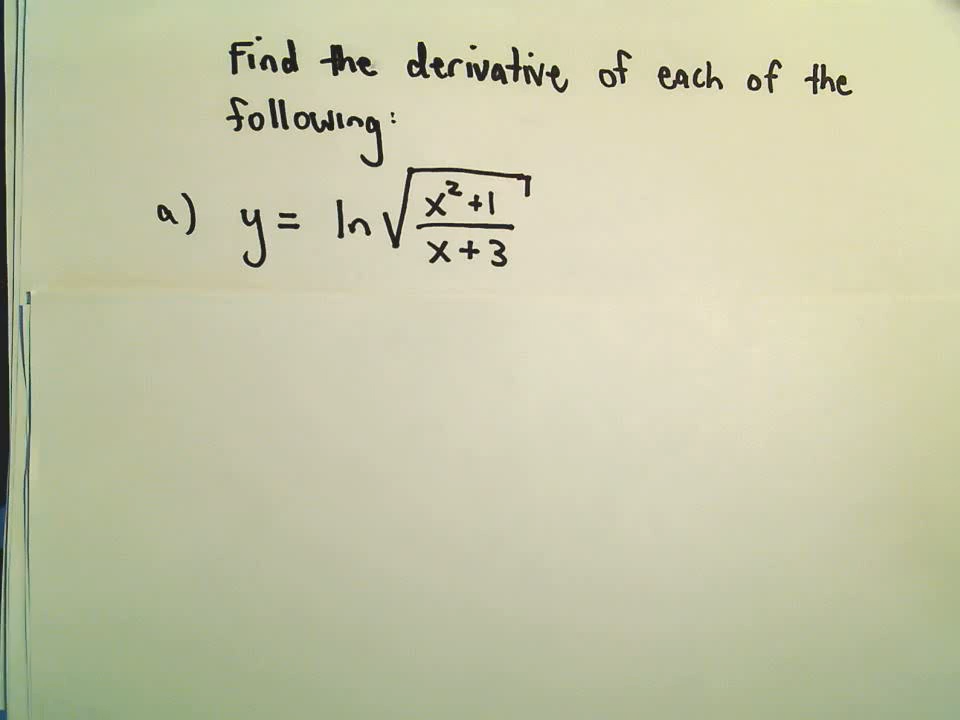 Find the derivative of each of the
following:
a) y = ln√((x²+1)/(x+3))